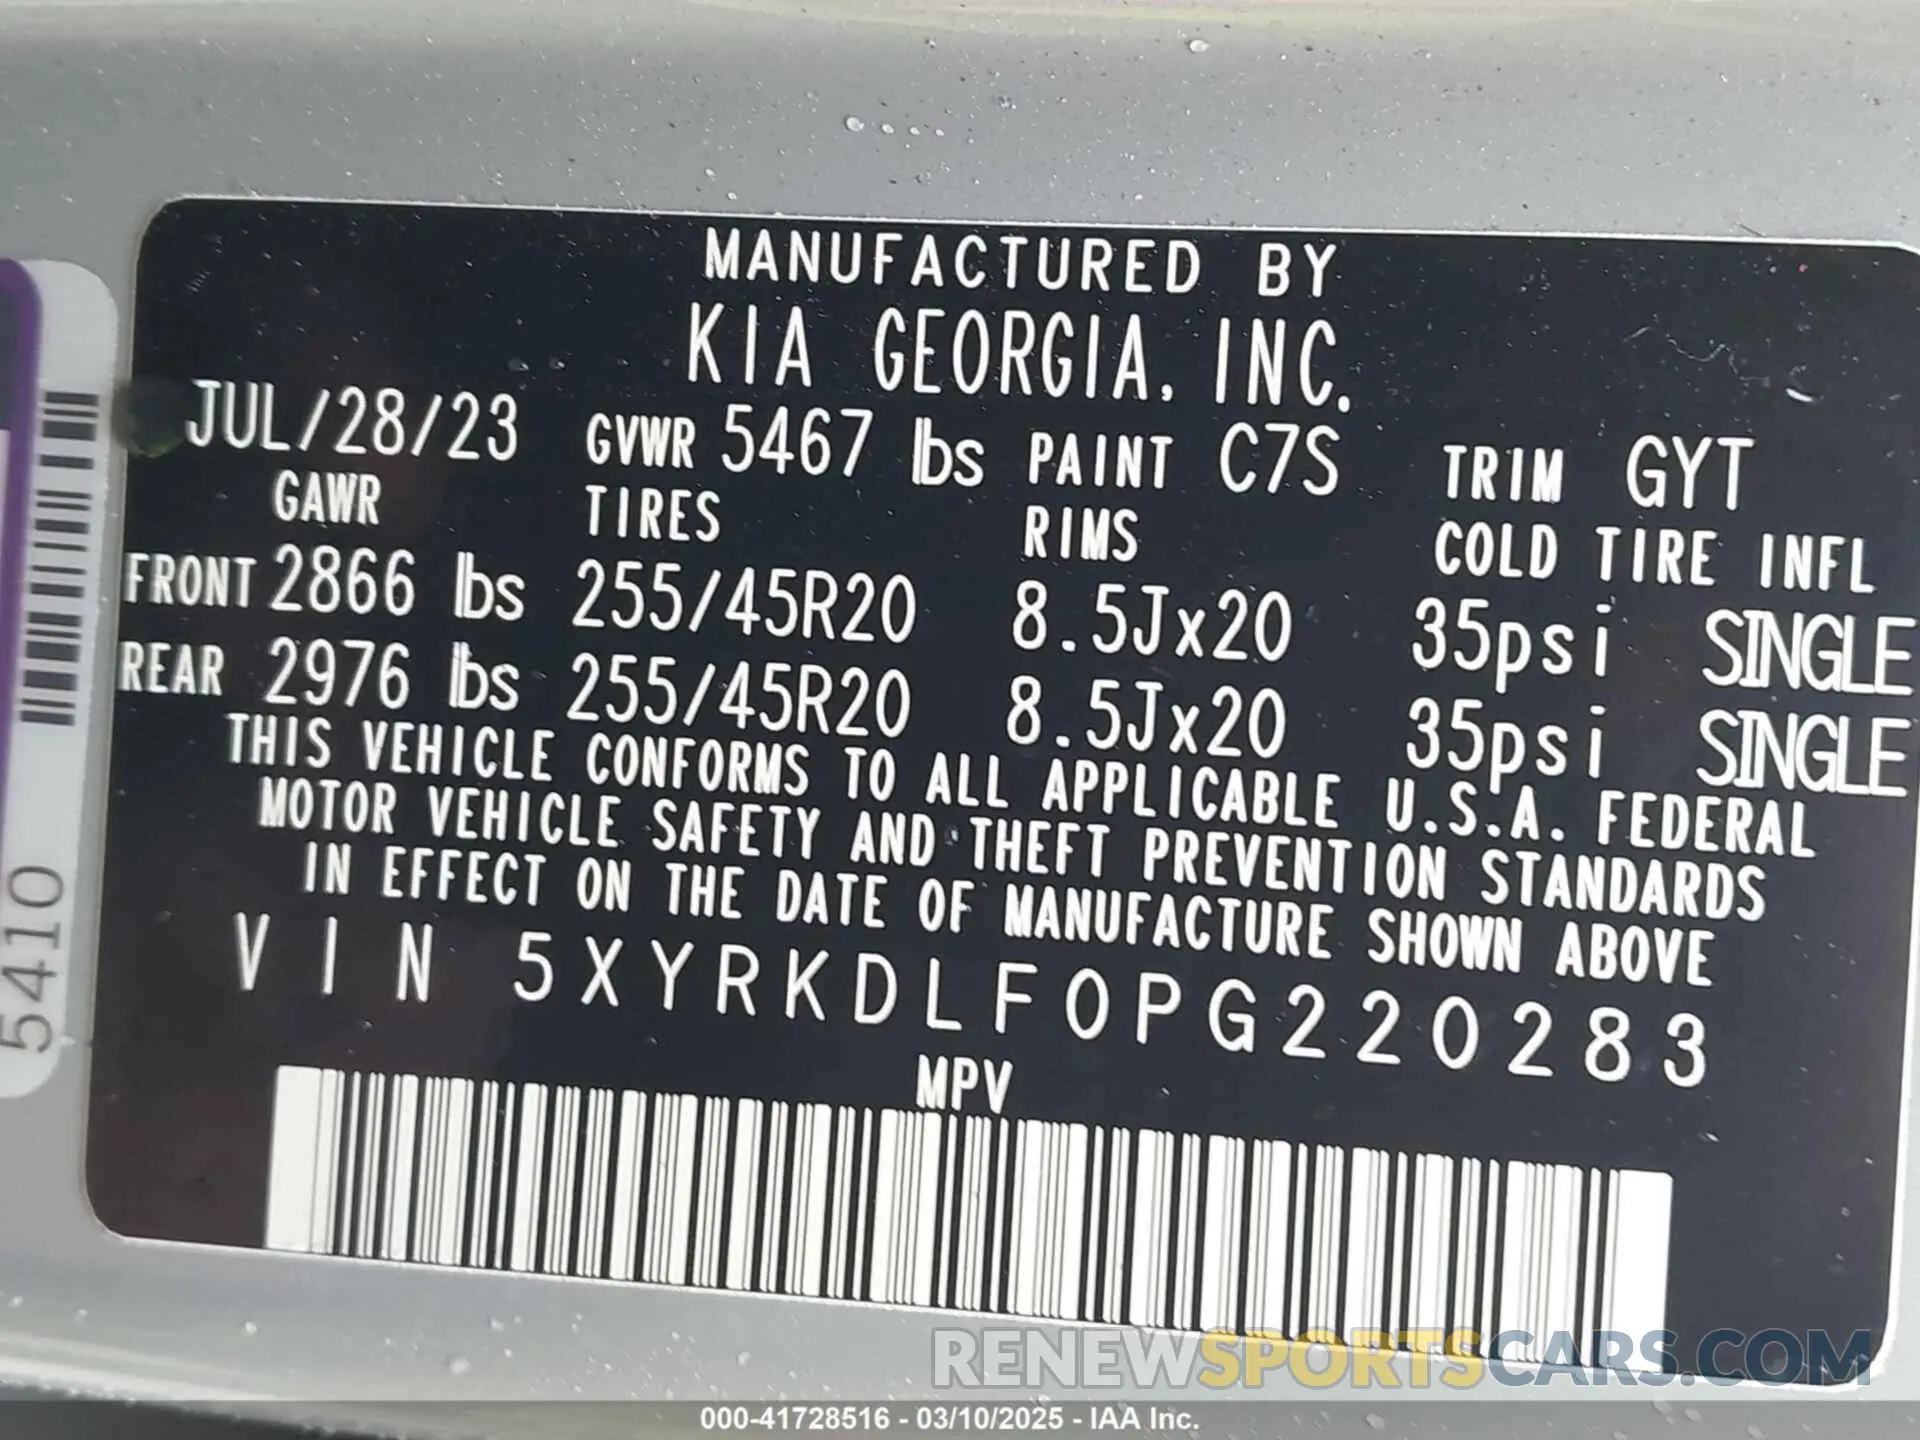 MANUFACTURED BY
KIA GEORGIA, INC.
JUL/28/23 GVWR 5467 lbs PAINT C7S TRIM GYT
GAWR TIRES RIMS COLD TIRE INFL
FRONT 2866 lbs 255/45R20 8.5Jx20 35psi SINGLE
REAR 2976 lbs 255/45R20 8.5Jx20 35psi SINGLE
THIS VEHICLE CONFORMS TO ALL APPLICABLE U.S.A. FEDERAL
MOTOR VEHICLE SAFETY AND THEFT PREVENTION STANDARDS
IN EFFECT ON THE DATE OF MANUFACTURE SHOWN ABOVE
VIN 5XYRKDLF0PG220283
MPV
5410
RENEWSPORTSCARS.COM
000-41728516 - 03/10/2025 - IAA Inc.